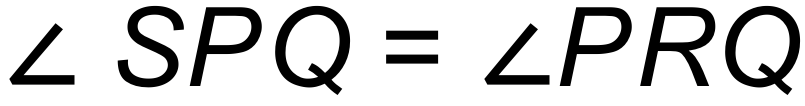 ∠ SPQ = ∠PRQ